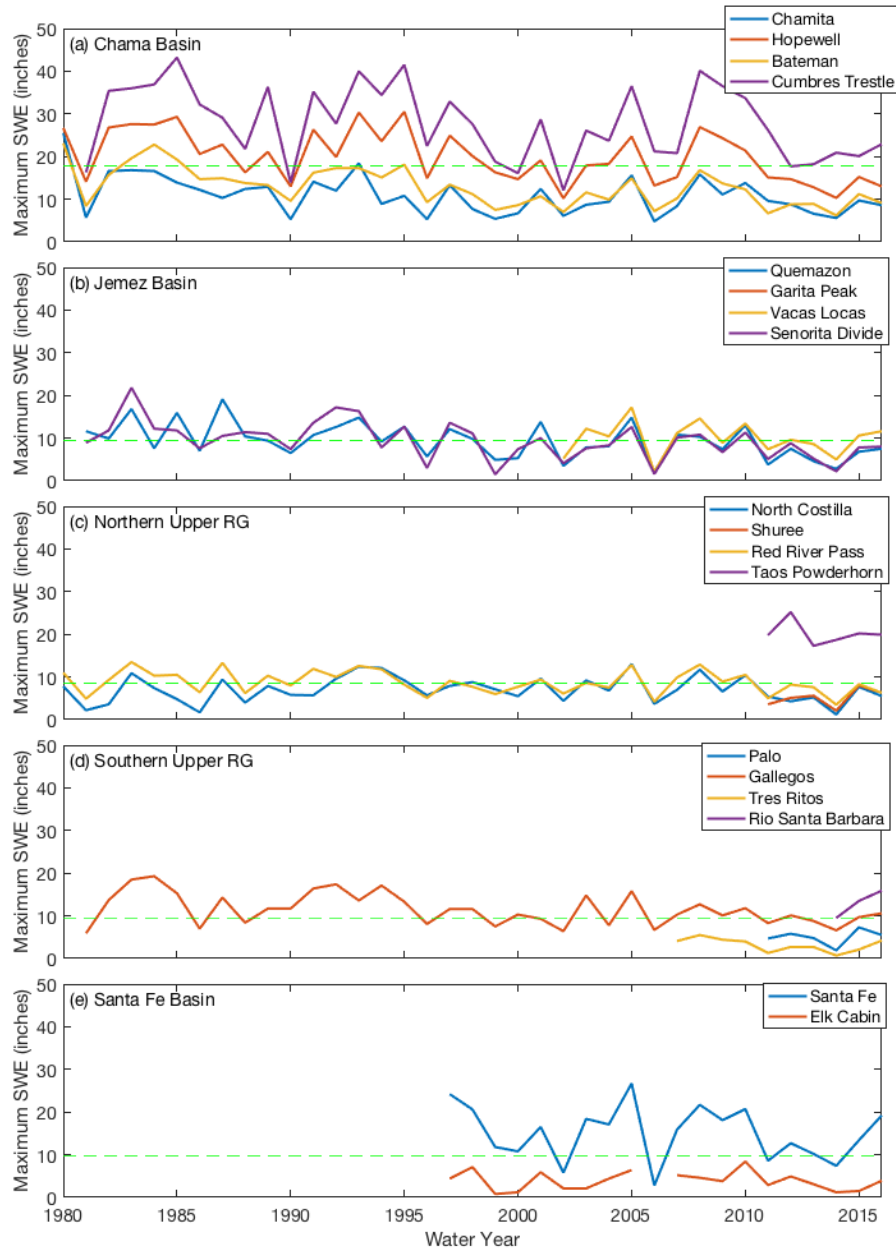 50
40
30
20
10
0
Maximum SWE (inches)
(a) Chama Basin
Chamita
Hopewell
Bateman
Cumbres Trestle
50
40
30
20
10
0
Maximum SWE (inches)
(b) Jemez Basin
Quemazon
Garita Peak
Vacas Locas
Senorita Divide
50
40
30
20
10
0
Maximum SWE (inches)
(c) Northern Upper RG
North Costilla
Shuree
Red River Pass
Taos Powderhorn
50
40
30
20
10
0
Maximum SWE (inches)
(d) Southern Upper RG
Palo
Gallegos
Tres Ritos
Rio Santa Barbara
50
40
30
20
10
0
Maximum SWE (inches)
(e) Santa Fe Basin
Santa Fe
Elk Cabin
1980 1985 1990 1995 2000 2005 2010 2015
Water Year